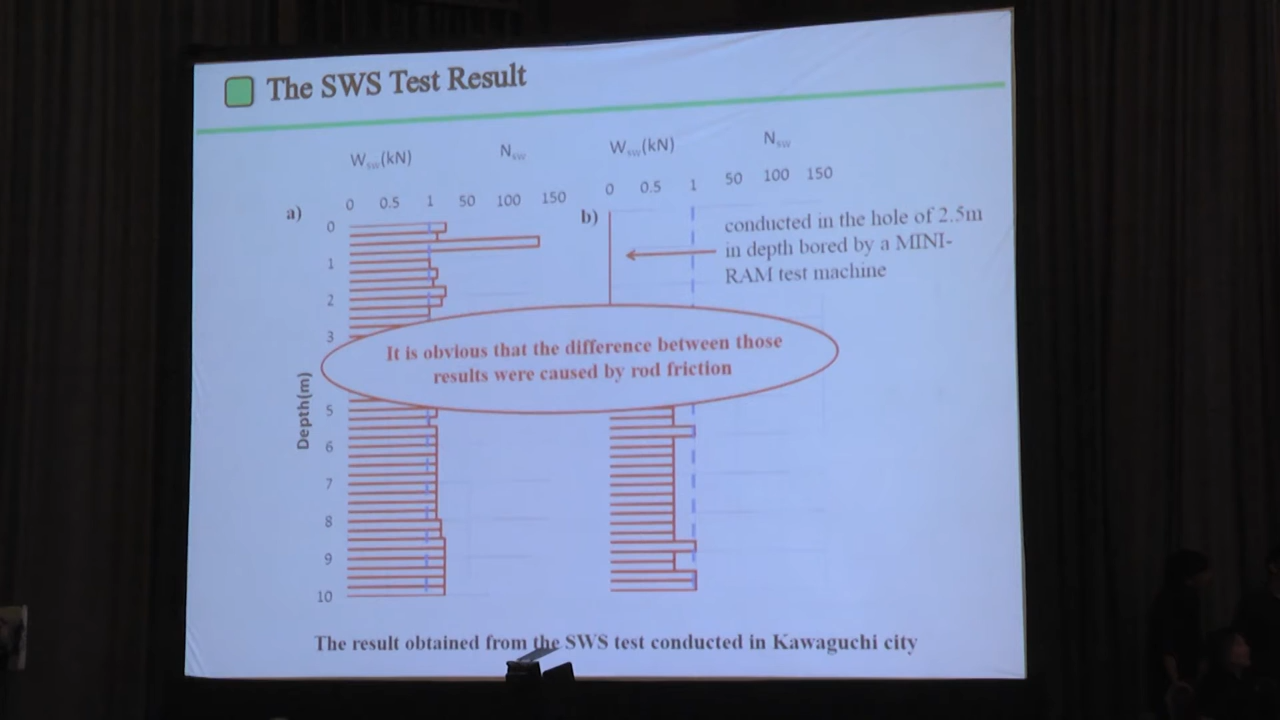 The SWS Test Result
Wsw(kN) Nsw Wsw(kN) Nsw
0 0.5 1 50 100 150 0 0.5 1 50 100 150
a) b)
conducted in the hole of 2.5m
in depth bored by a MINI-
RAM test machine
0
1
2
3
5
6
7
8
9
10
Depth(m)
It is obvious that the difference between those
results were caused by rod friction
The result obtained from the SWS test conducted in Kawaguchi city